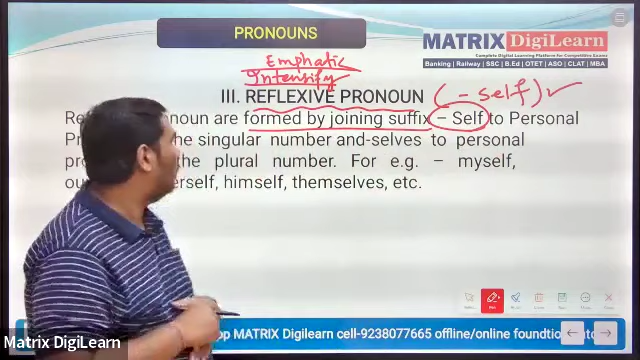 PRONOUNS
MATRIX DigiLearn
Complete Digital Learning Platform for Competitive Exams
Banking | Railway | SSC | B.Ed | OTET | ASO | CLAT | MBA
Emphatic
Intensify
III. REFLEXIVE PRONOUN (-self)
noun are formed by joining suffix – Self to Personal
the singular number and-selves to personal
the plural number. For e.g. – myself,
erself, himself, themselves, etc.
Matrix DigiLearn
op MATRIX Digilearn cell-9238077665 offline/online foundtion